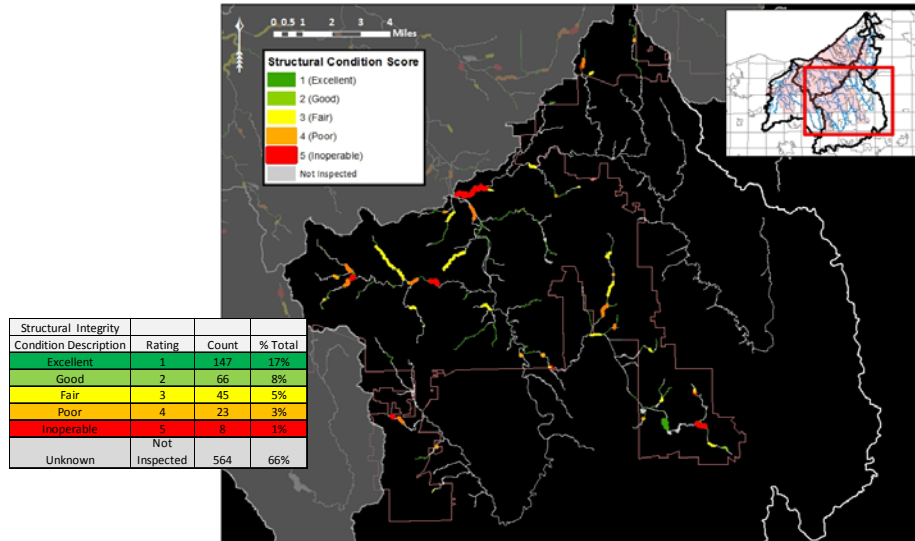 0 0.5 1 2 3 4
Miles
Structural Condition Score
1 (Excellent)
2 (Good)
3 (Fair)
4 (Poor)
5 (Inoperable)
Not Inspected
Structural Integrity
Condition Description Rating Count % Total
Excellent 1 147 17%
Good 2 66 8%
Fair 3 45 5%
Poor 4 23 3%
Inoperable 5 8 1%
Not
Unknown Inspected 564 66%